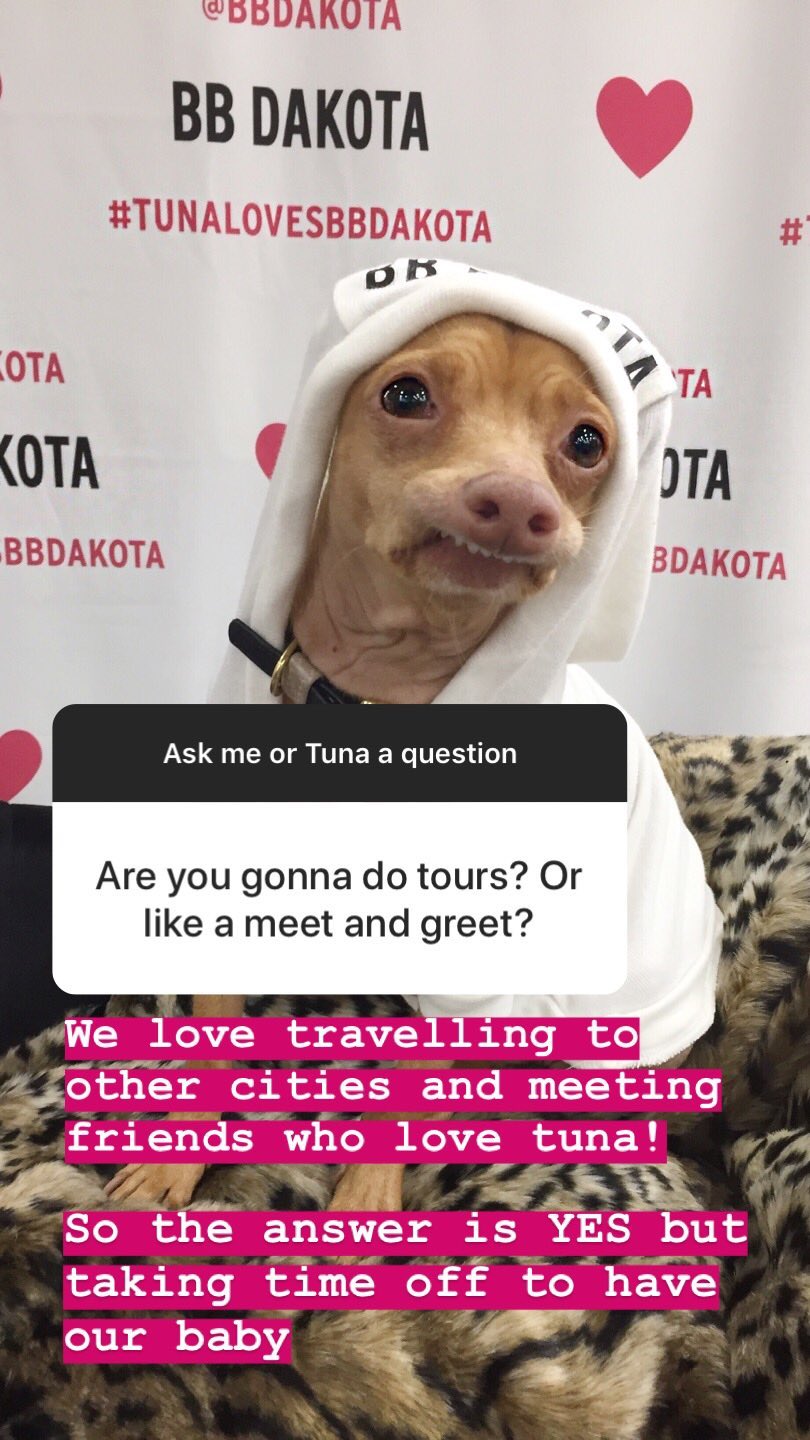 @BBDAKOTA
BB DAKOTA
#TUNALOVESBBDAKOTA
#
BB
OTA
KOTA
TA
KOTA
OTA
BBDAKOTA
BDAKOTA
Ask me or Tuna a question
Are you gonna do tours? Or
like a meet and greet?
We love travelling to
other cities and meeting
friends who love tuna!
So the answer is YES but
taking time off to have
our baby